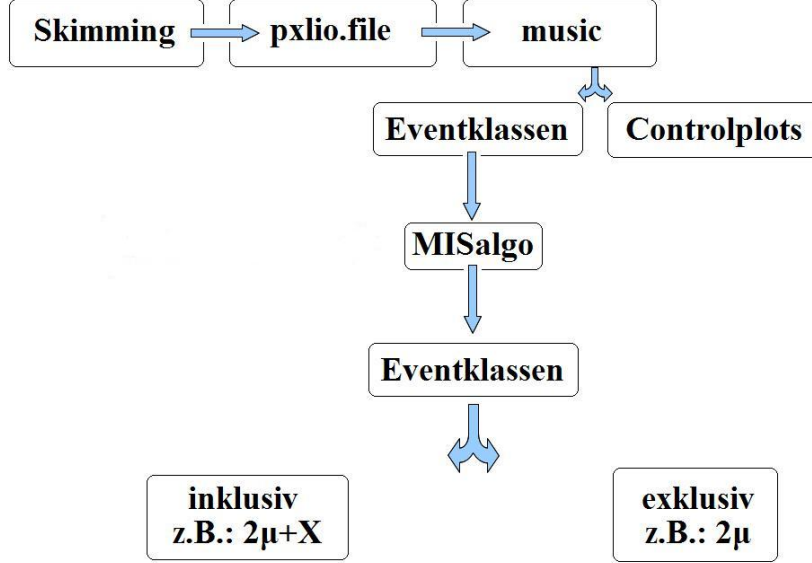 Skimming
pxlio.file
music
Eventklassen
Controlplots
MISalgo
Eventklassen
inklusiv
z.B.: 2μ+X
exklusiv
z.B.: 2μ